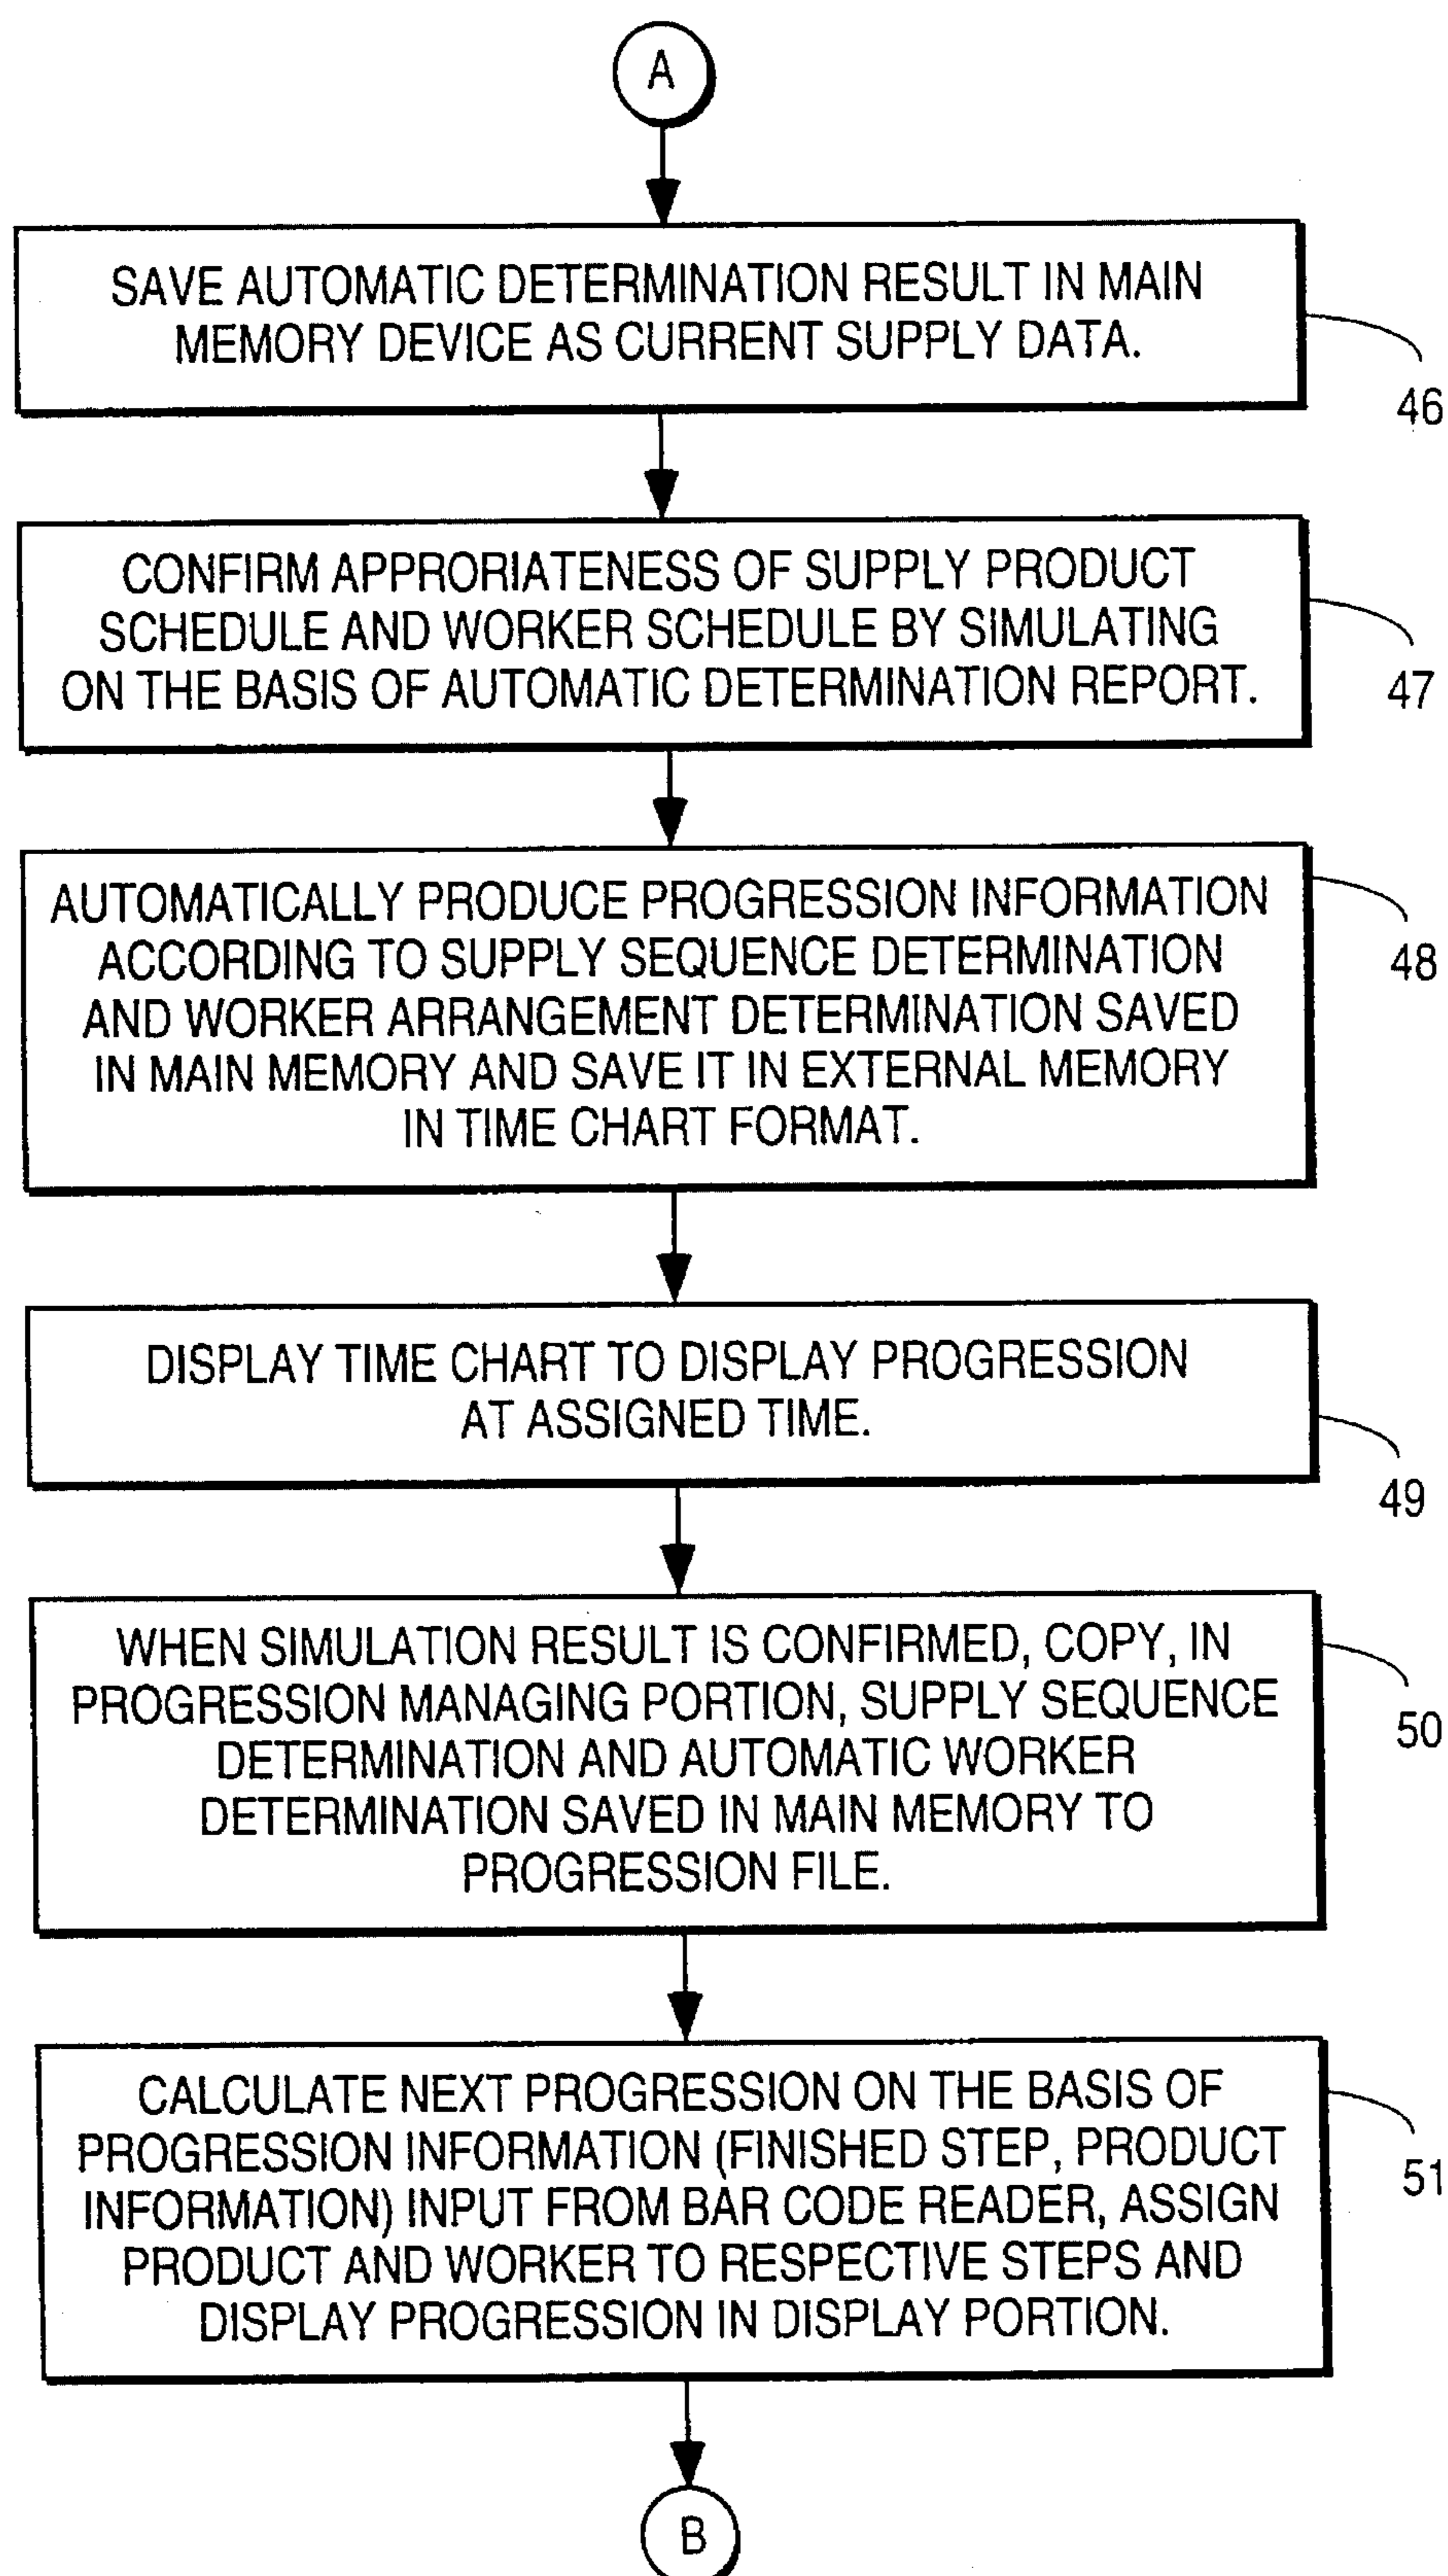 A
SAVE AUTOMATIC DETERMINATION RESULT IN MAIN
MEMORY DEVICE AS CURRENT SUPPLY DATA.
46
CONFIRM APPRORIATENESS OF SUPPLY PRODUCT
SCHEDULE AND WORKER SCHEDULE BY SIMULATING
ON THE BASIS OF AUTOMATIC DETERMINATION REPORT.
47
AUTOMATICALLY PRODUCE PROGRESSION INFORMATION
ACCORDING TO SUPPLY SEQUENCE DETERMINATION
AND WORKER ARRANGEMENT DETERMINATION SAVED
IN MAIN MEMORY AND SAVE IT IN EXTERNAL MEMORY
IN TIME CHART FORMAT.
48
DISPLAY TIME CHART TO DISPLAY PROGRESSION
AT ASSIGNED TIME.
49
WHEN SIMULATION RESULT IS CONFIRMED, COPY, IN
PROGRESSION MANAGING PORTION, SUPPLY SEQUENCE
DETERMINATION AND AUTOMATIC WORKER
DETERMINATION SAVED IN MAIN MEMORY TO
PROGRESSION FILE.
50
CALCULATE NEXT PROGRESSION ON THE BASIS OF
PROGRESSION INFORMATION (FINISHED STEP, PRODUCT
INFORMATION) INPUT FROM BAR CODE READER, ASSIGN
PRODUCT AND WORKER TO RESPECTIVE STEPS AND
DISPLAY PROGRESSION IN DISPLAY PORTION.
51
B